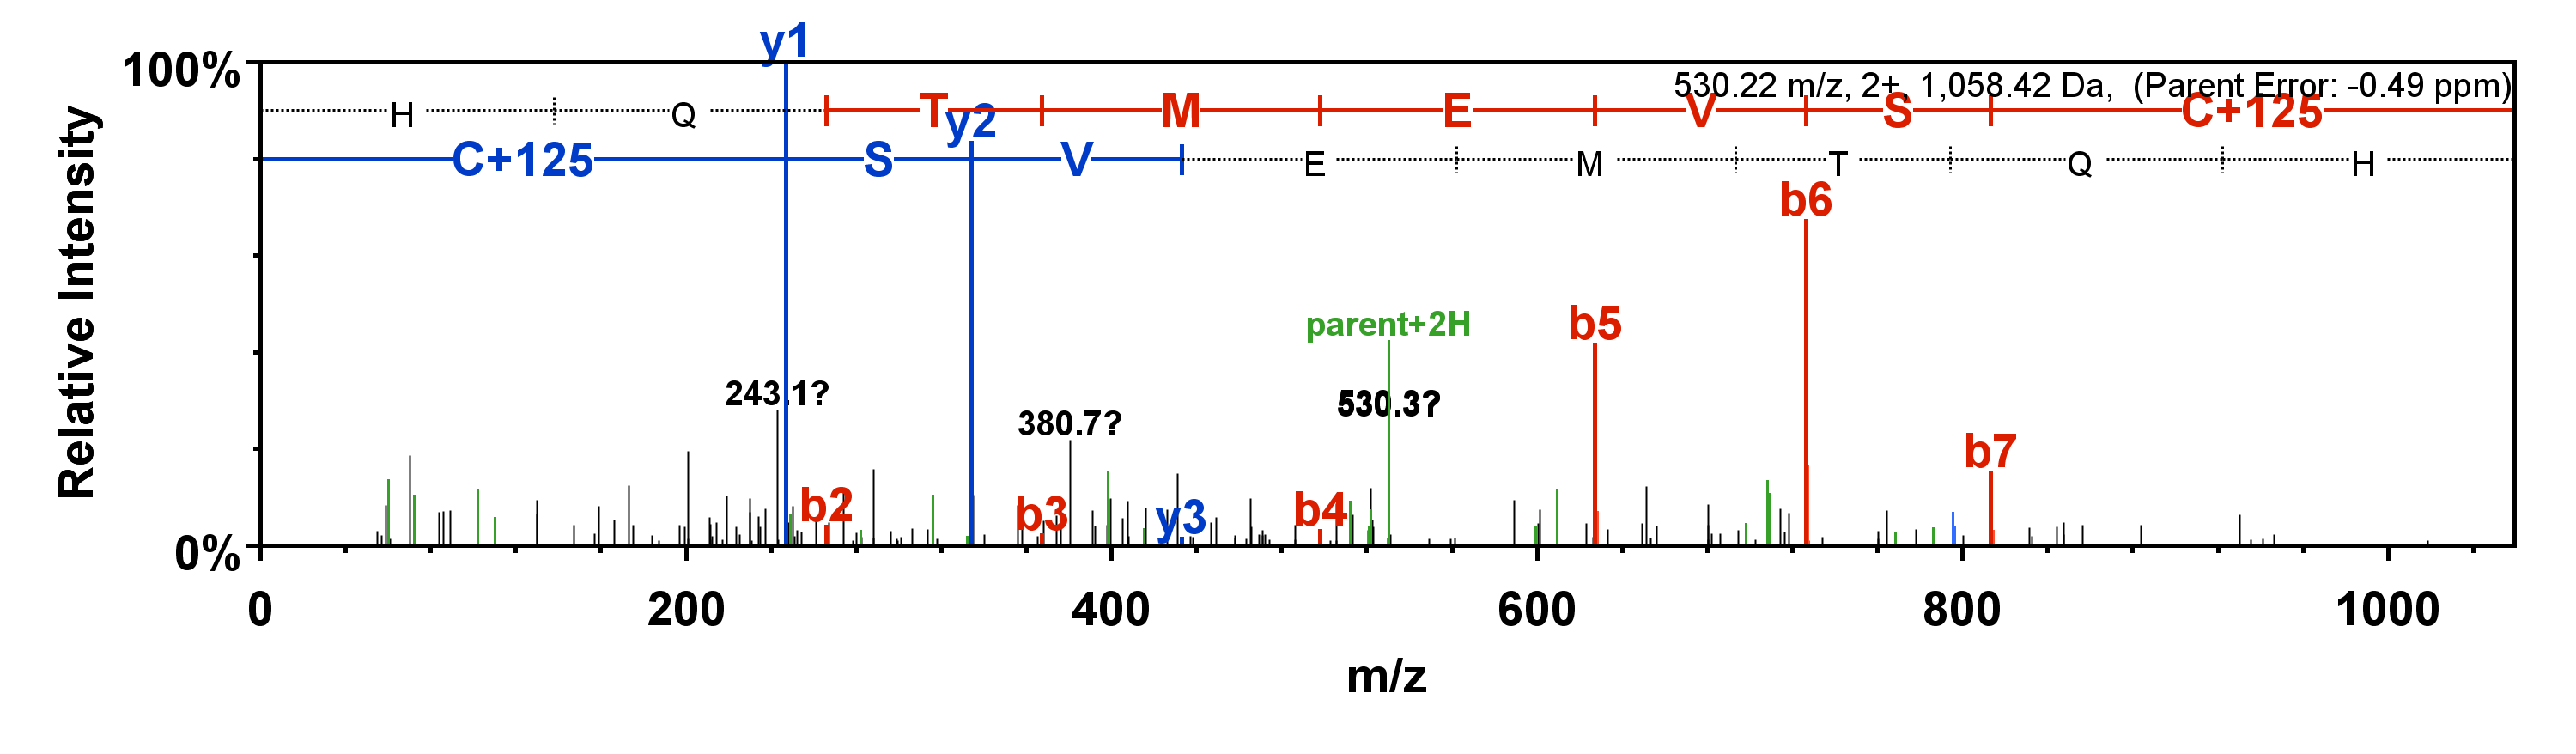 y1
100%
530.22 m/z, 2+, 1,058.42 Da, (Parent Error: -0.49 ppm)
H Q T M E V S C+125
y2
C+125 S V E M T Q H
b6
Relative Intensity
parent+2H
b5
243.1?
380.7?
530.3?
b7
b2
b3
y3
b4
0%
0 200 400 600 800 1000
m/z